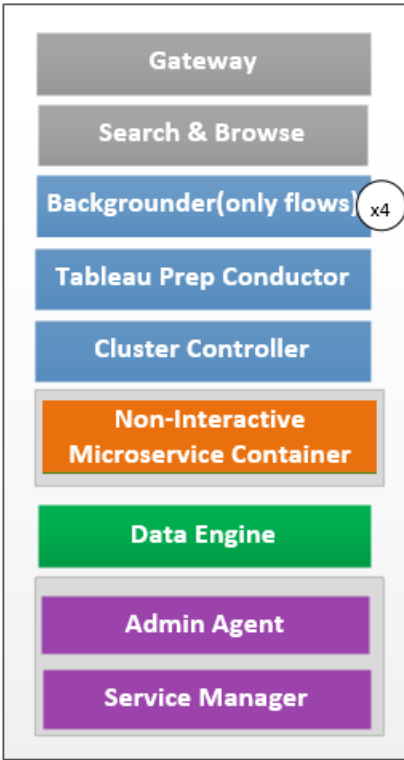 Gateway
Search & Browse
Backgrounder(only flows)
x4
Tableau Prep Conductor
Cluster Controller
Non-Interactive
Microservice Container
Data Engine
Admin Agent
Service Manager